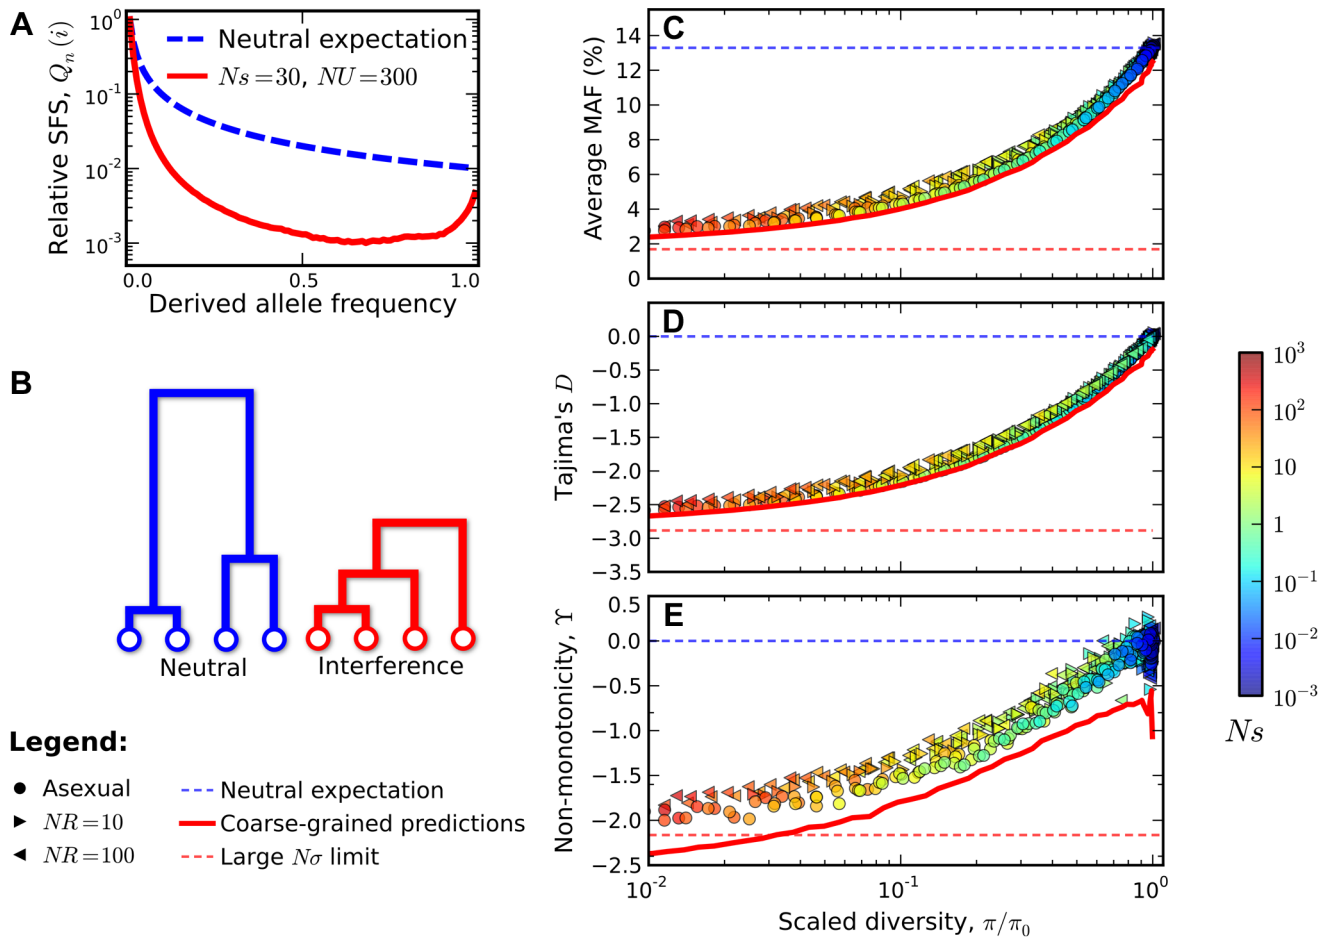 A
Relative SFS, Qn(i)
10^0
10^-1
10^-2
10^-3
Neutral expectation
Ns=30, NU=300
0.0 0.5 1.0
Derived allele frequency
B
Neutral Interference
Legend:
Asexual
NR=10
NR=100
Neutral expectation
Coarse-grained predictions
Large Nσ limit
C
Average MAF (%)
14
12
10
8
6
4
2
0
D
Tajima's D
0.0
−0.5
−1.0
−1.5
−2.0
−2.5
−3.0
−3.5
E
Non-monotonicity, ϒ
0.5
0.0
−0.5
−1.0
−1.5
−2.0
−2.5
10^-2 10^-1 10^0
Scaled diversity, π/π0
10^3
10^2
10
1
10^-1
10^-2
10^-3
Ns